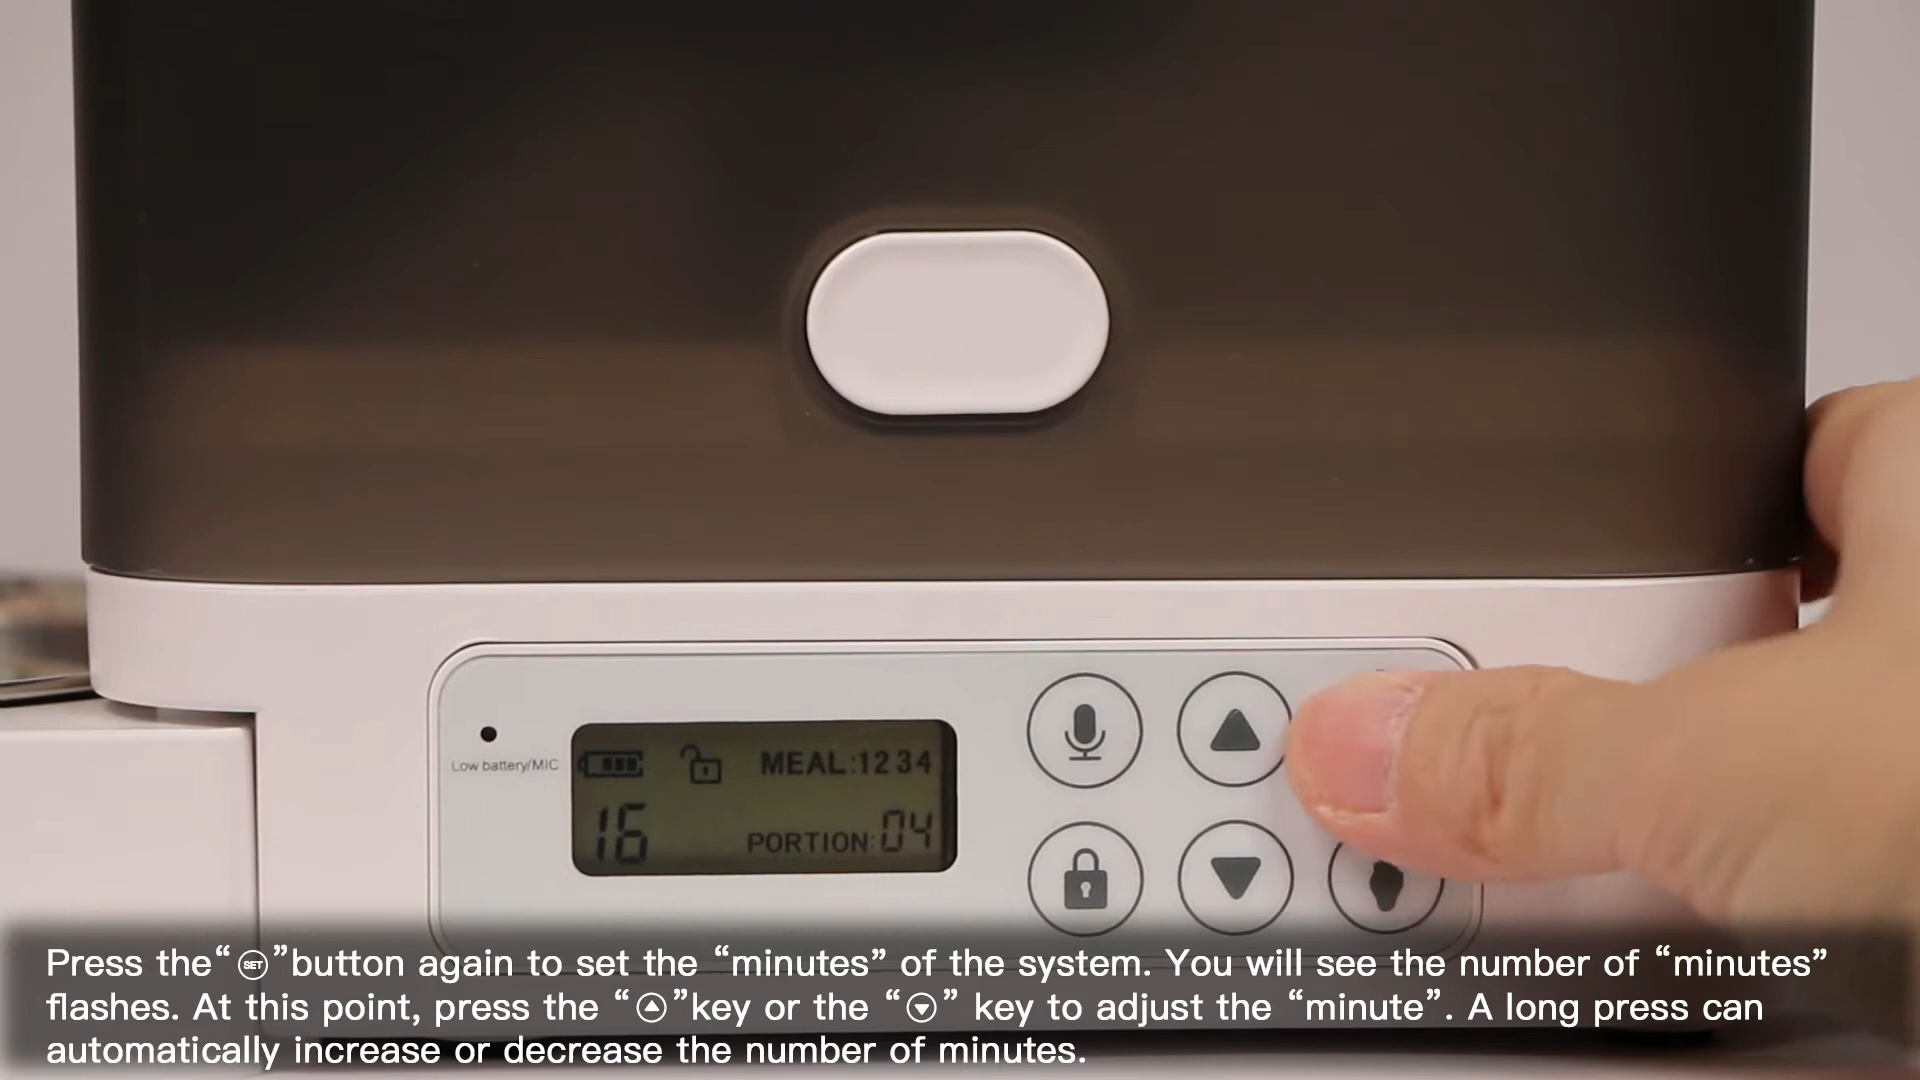 Low battery/MIC
MEAL:1234
16
PORTION:04
Press the“SET”button again to set the “minutes” of the system. You will see the number of “minutes”
flashes. At this point, press the “▲”key or the “▼” key to adjust the “minute”. A long press can
automatically increase or decrease the number of minutes.